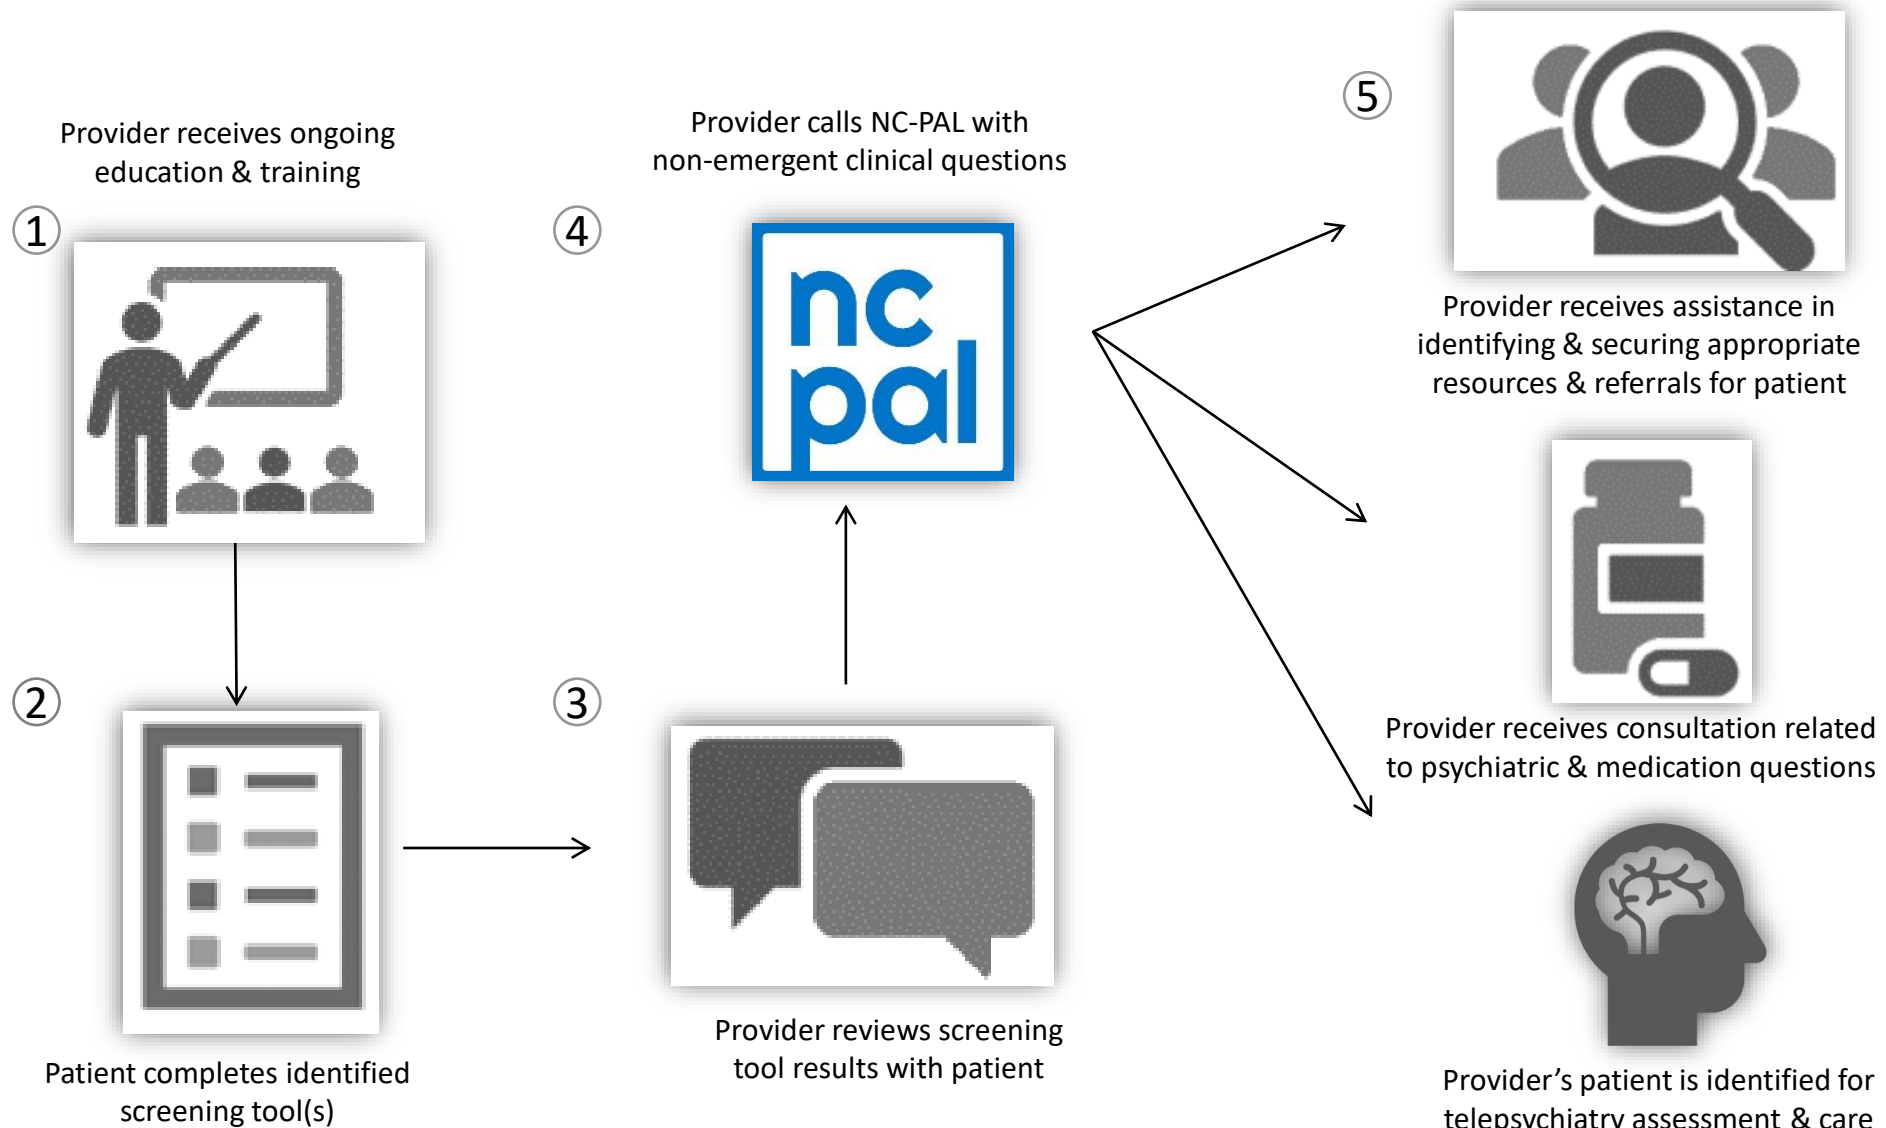 ①
Provider receives ongoing
education & training
②
Patient completes identified
screening tool(s)
③
Provider reviews screening
tool results with patient
④
Provider calls NC-PAL with
non-emergent clinical questions
nc
pal
⑤
Provider receives assistance in
identifying & securing appropriate
resources & referrals for patient
Provider receives consultation related
to psychiatric & medication questions
Provider’s patient is identified for
telepsychiatry assessment & care